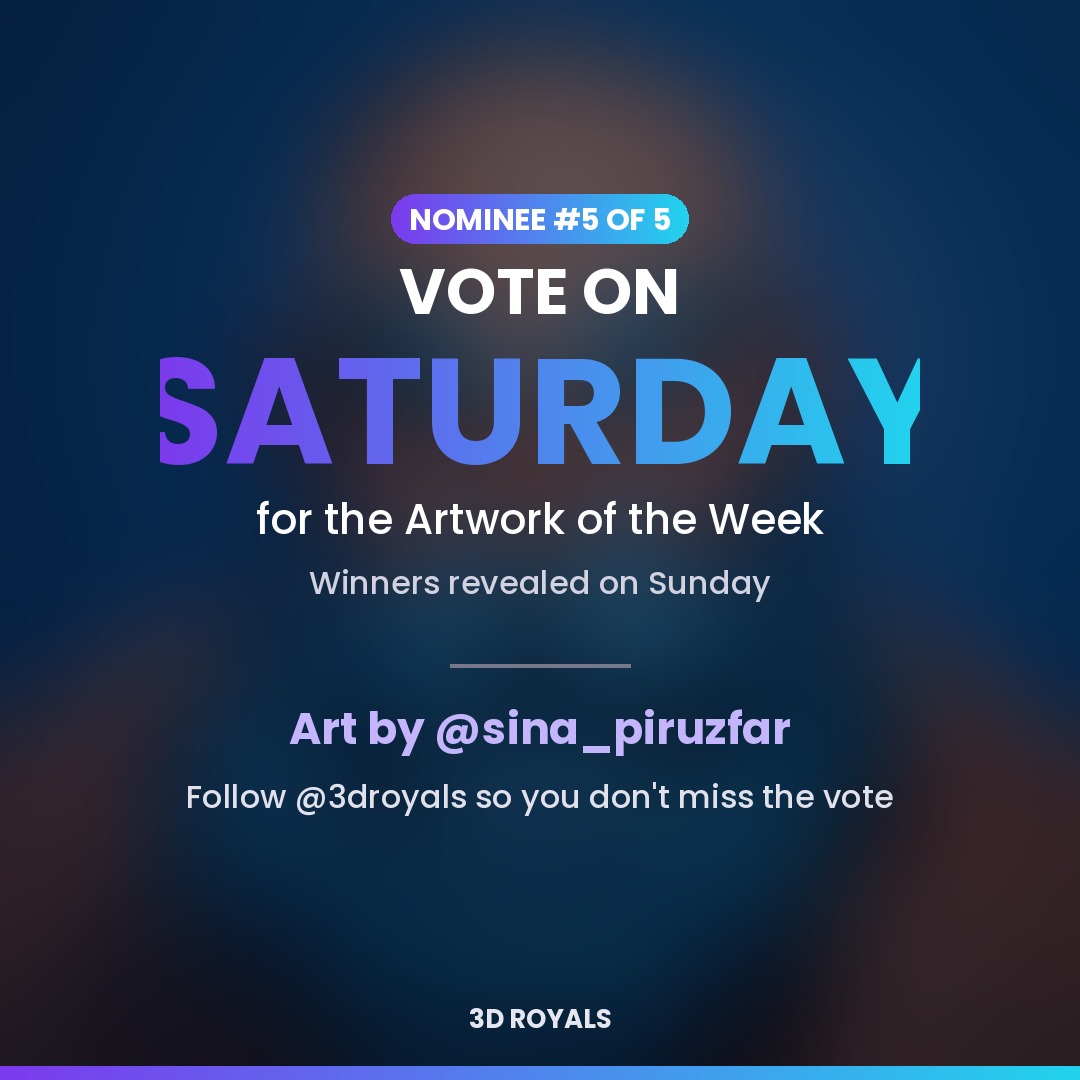 NOMINEE #5 OF 5
VOTE ON
SATURDAY
for the Artwork of the Week
Winners revealed on Sunday
Art by @sina_piruzfar
Follow @3droyals so you don't miss the vote
3D ROYALS